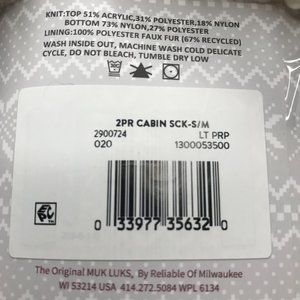 KNIT:TOP 51% ACRYLIC,31% POLYESTER,18% NYLON
BOTTOM 73% NYLON,27% POLYESTER
LINING:100% POLYESTER FAUX FUR (67% RECYCLED)
WASH INSIDE OUT, MACHINE WASH COLD DELICATE
CYCLE, DO NOT BLEACH, TUMBLE DRY LOW
2PR CABIN SCK-S/M
2900724 LT PRP
020 1300053500
0 33977 35632 0
The Original MUK LUKS, By Reliable Of Milwaukee
WI 53214 USA 414.272.5084 WPL 6134